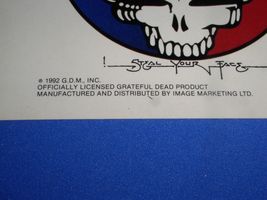 STEAL YOUR FACE
© 1992 G.D.M., INC.
OFFICIALLY LICENSED GRATEFUL DEAD PRODUCT
MANUFACTURED AND DISTRIBUTED BY IMAGE MARKETING LTD.